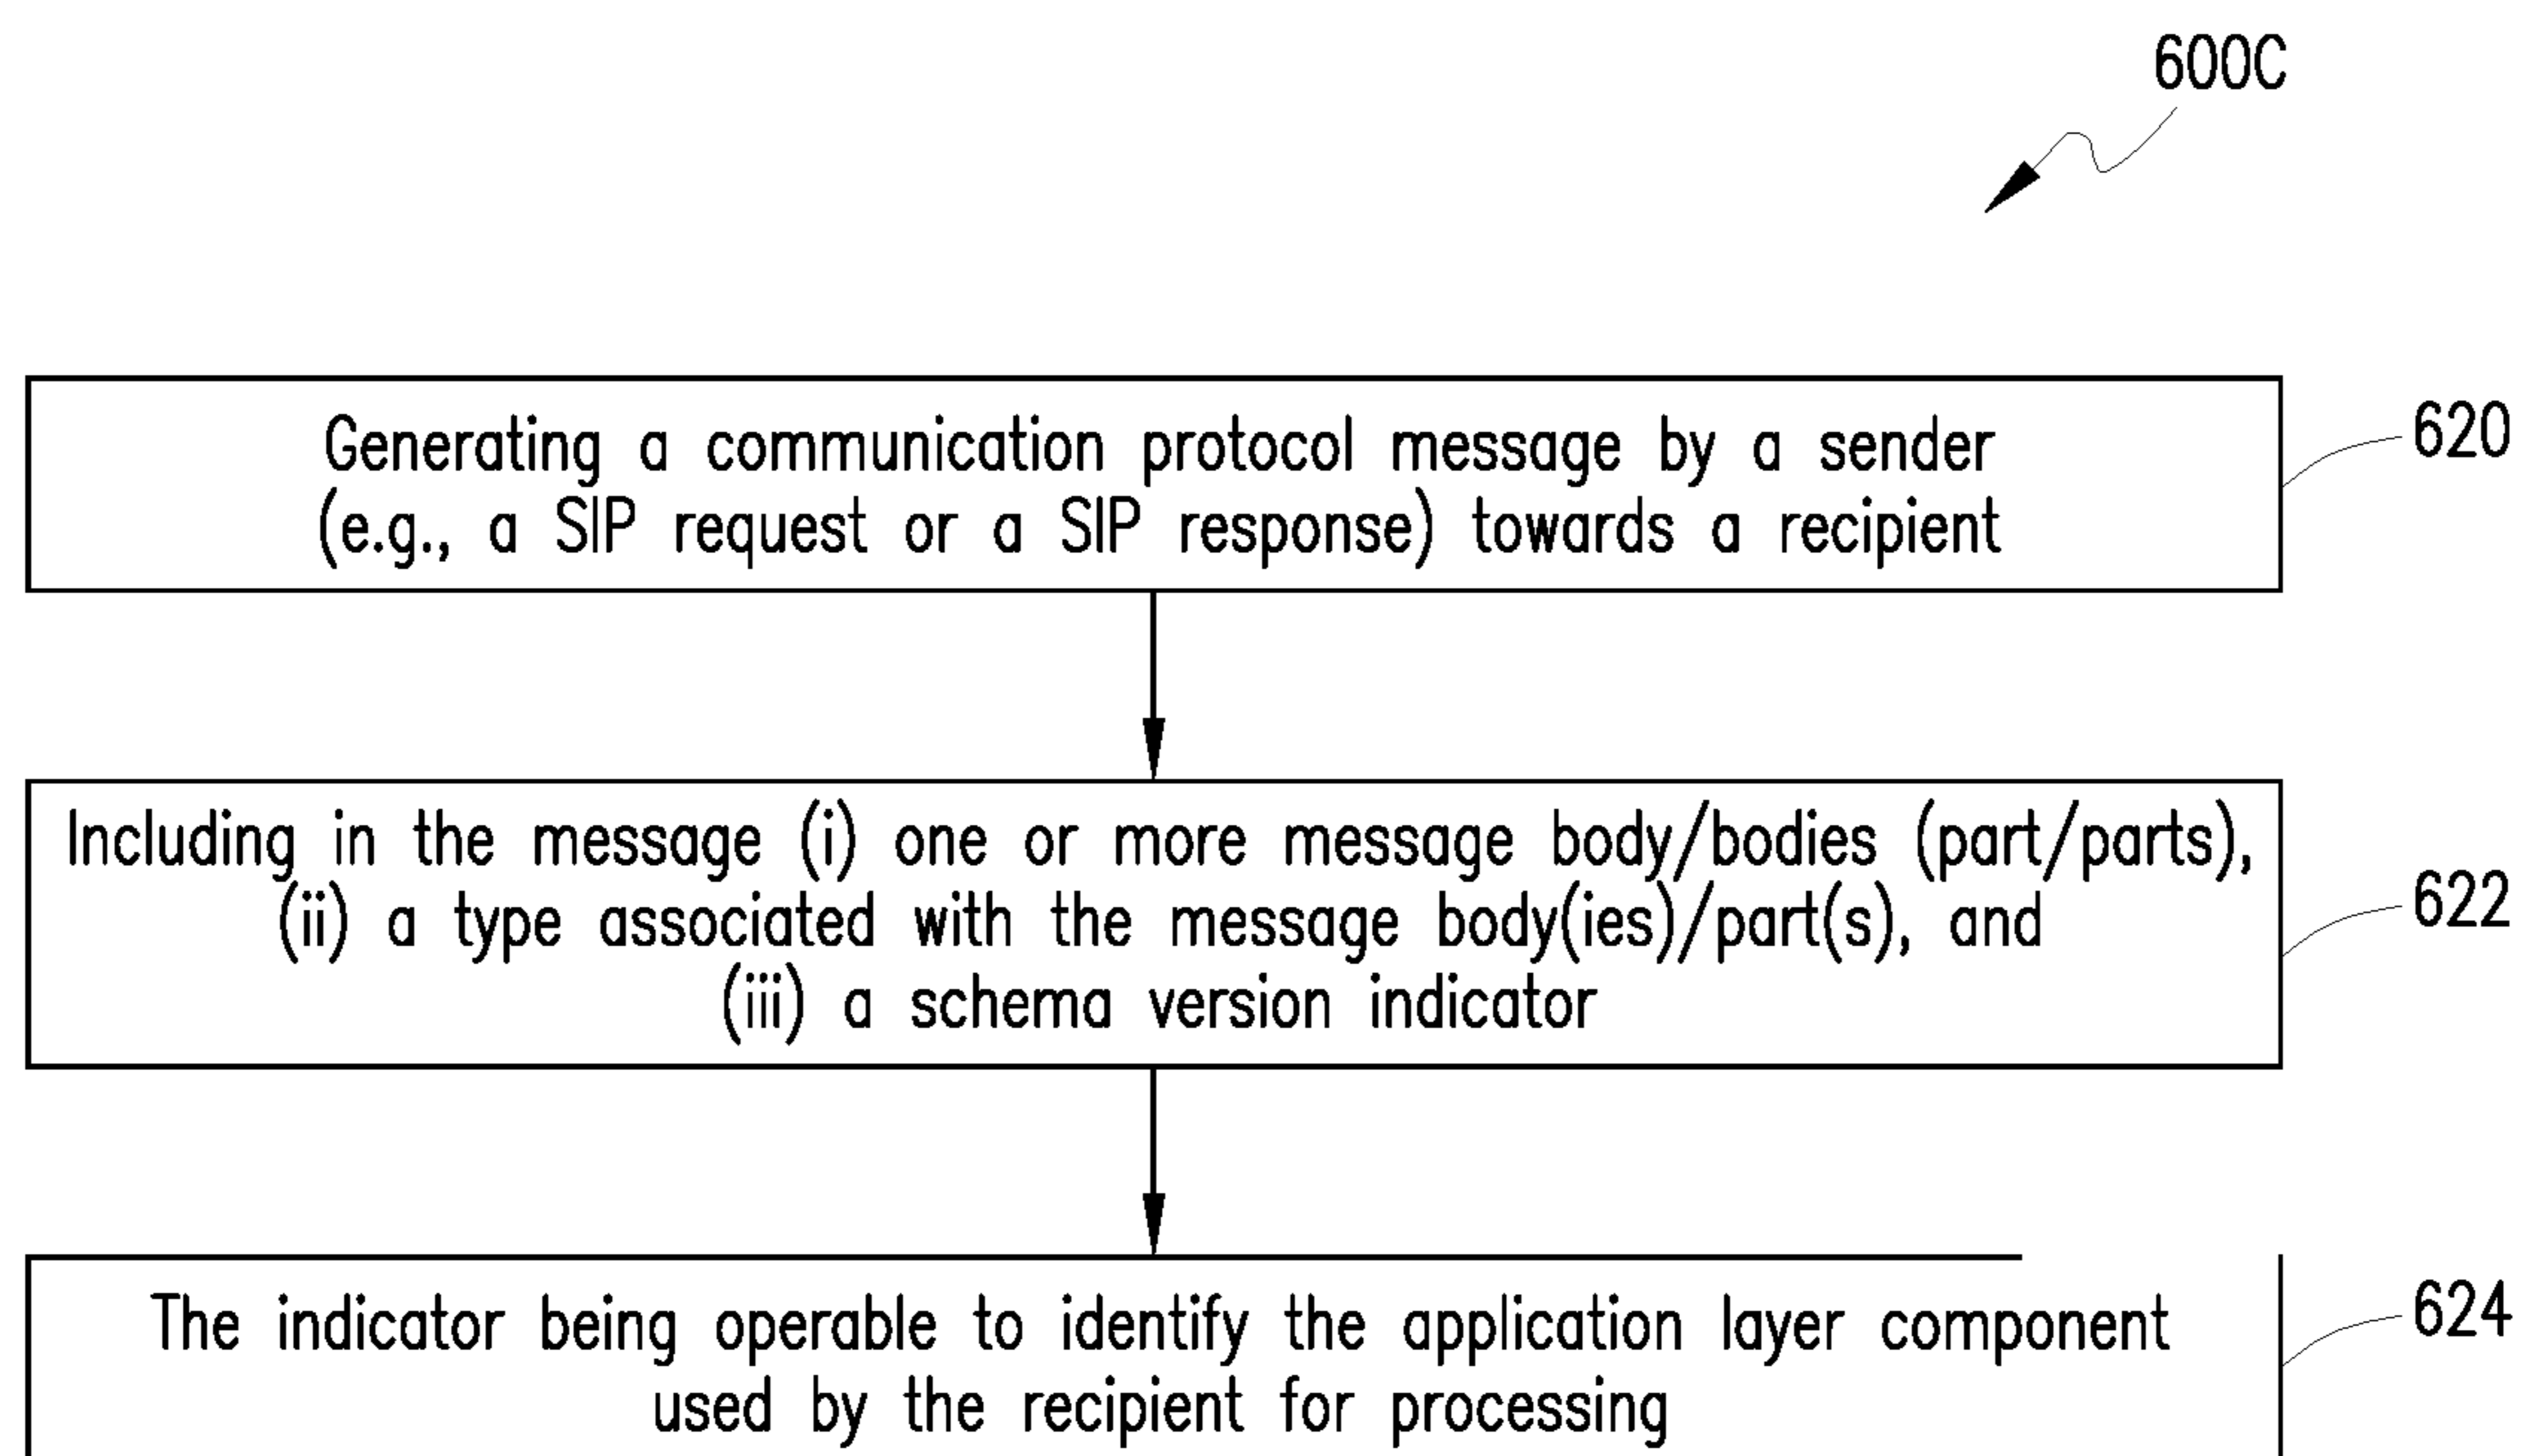 600C
Generating a communication protocol message by a sender
(e.g., a SIP request or a SIP response) towards a recipient
620
Including in the message (i) one or more message body/bodies (part/parts),
(ii) a type associated with the message body(ies)/part(s), and
(iii) a schema version indicator
622
The indicator being operable to identify the application layer component
used by the recipient for processing
624